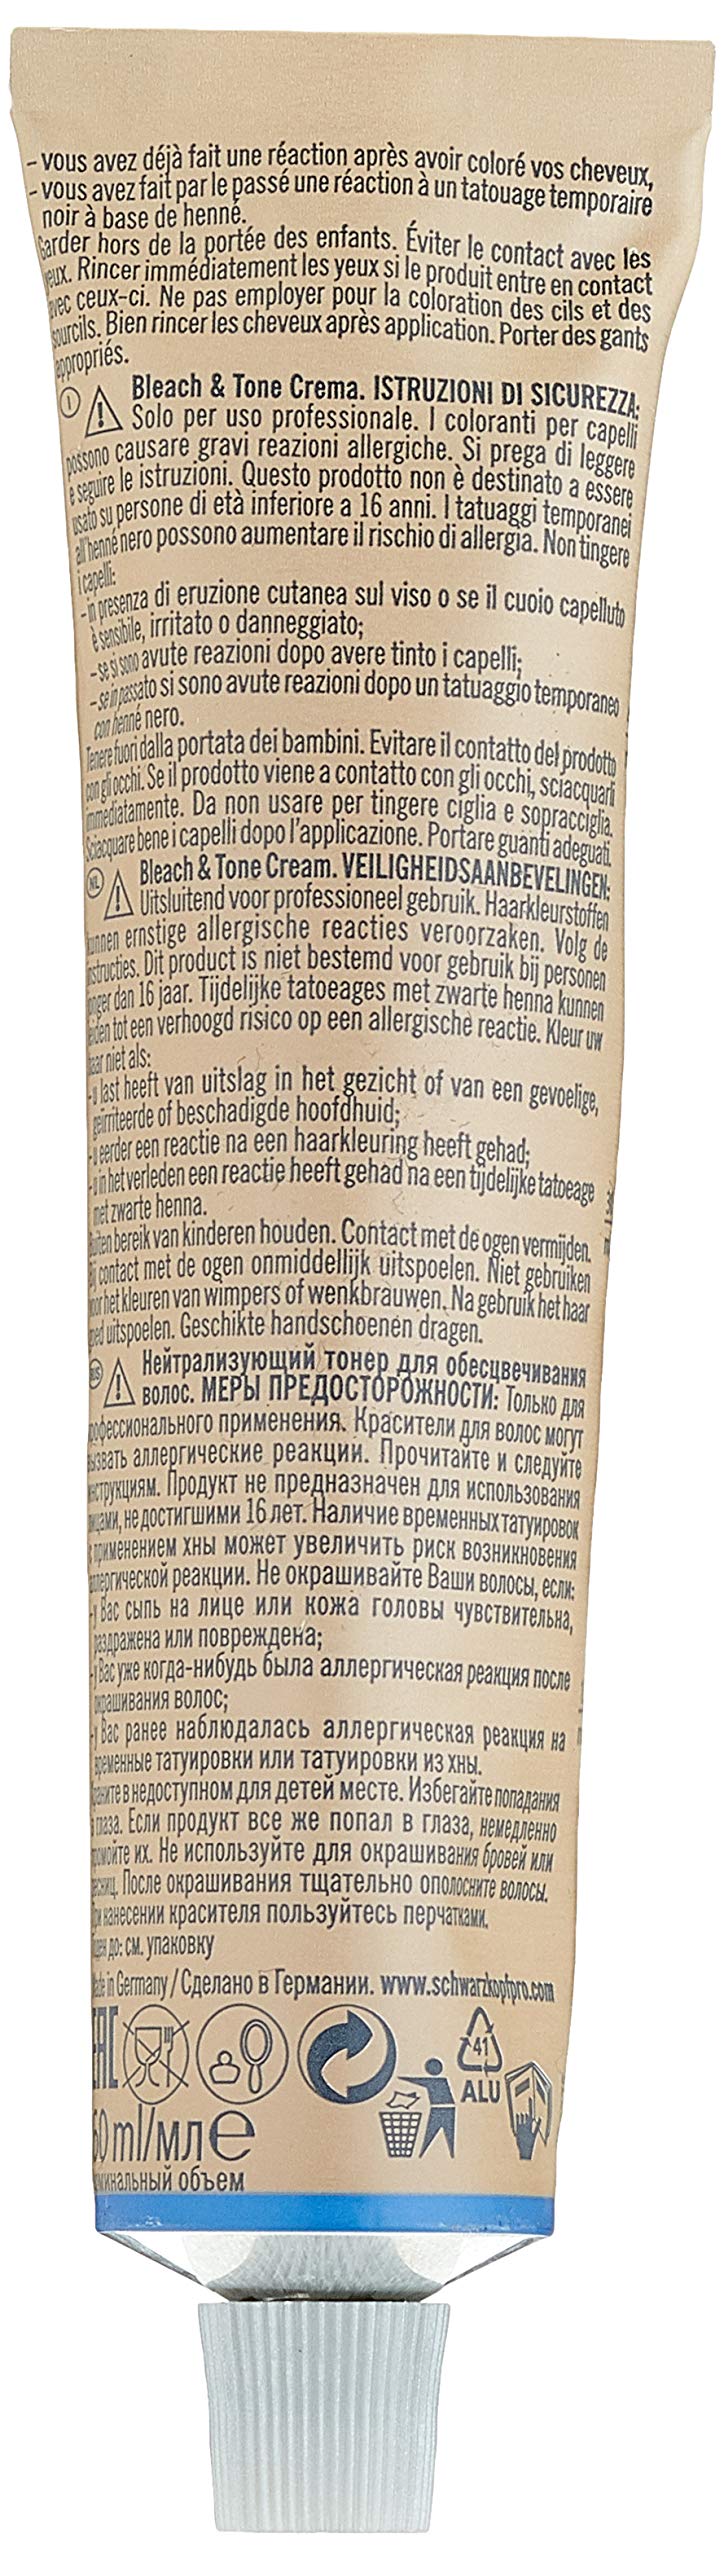 - vous avez déjà fait une réaction après avoir coloré vos cheveux,
- vous avez fait par le passé une réaction à un tatouage temporaire
noir à base de henné.
Garder hors de la portée des enfants. Éviter le contact avec les
yeux. Rincer immédiatement les yeux si le produit entre en contact
avec ceux-ci. Ne pas employer pour la coloration des cils et des
sourcils. Bien rincer les cheveux après application. Porter des gants
appropriés.
I Bleach & Tone Crema. ISTRUZIONI DI SICUREZZA:
Solo per uso professionale. I coloranti per capelli
possono causare gravi reazioni allergiche. Si prega di leggere
e seguire le istruzioni. Questo prodotto non è destinato a essere
usato su persone di età inferiore a 16 anni. I tatuaggi temporanei
all'henné nero possono aumentare il rischio di allergia. Non tingere
i capelli:
- in presenza di eruzione cutanea sul viso o se il cuoio capelluto
è sensibile, irritato o danneggiato;
- se si sono avute reazioni dopo avere tinto i capelli;
- se in passato si sono avute reazioni dopo un tatuaggio temporaneo
con henné nero.
Tenere fuori dalla portata dei bambini. Evitare il contatto del prodotto
con gli occhi. Se il prodotto viene a contatto con gli occhi, sciacquarli
immediatamente. Da non usare per tingere ciglia e sopracciglia.
Sciacquare bene i capelli dopo l'applicazione. Portare guanti adeguati.
NL Bleach & Tone Cream. VEILIGHEIDSAANBEVELINGEN:
Uitsluitend voor professioneel gebruik. Haarkleurstoffen
kunnen ernstige allergische reacties veroorzaken. Volg de
instructies. Dit product is niet bestemd voor gebruik bij personen
jonger dan 16 jaar. Tijdelijke tatoeages met zwarte henna kunnen
leiden tot een verhoogd risico op een allergische reactie. Kleur uw
haar niet als:
- u last heeft van uitslag in het gezicht of van een gevoelige,
geïrriteerde of beschadigde hoofdhuid;
- u eerder een reactie na een haarkleuring heeft gehad;
- u in het verleden een reactie heeft gehad na een tijdelijke tatoeage
met zwarte henna.
Buiten bereik van kinderen houden. Contact met de ogen vermijden.
Bij contact met de ogen onmiddellijk uitspoelen. Niet gebruiken
voor het kleuren van wimpers of wenkbrauwen. Na gebruik het haar
goed uitspoelen. Geschikte handschoenen dragen.
RUS Нейтрализующий тонер для обесцвечивания
волос. МЕРЫ ПРЕДОСТОРОЖНОСТИ: Только для
профессионального применения. Красители для волос могут
вызвать аллергические реакции. Прочитайте и следуйте
инструкциям. Продукт не предназначен для использования
лицами, не достигшими 16 лет. Наличие временных татуировок
с применением хны может увеличить риск возникновения
аллергической реакции. Не окрашивайте Ваши волосы, если:
- у Вас сыпь на лице или кожа головы чувствительна,
раздражена или повреждена;
- у Вас уже когда-нибудь была аллергическая реакция после
окрашивания волос;
- у Вас ранее наблюдалась аллергическая реакция на
временные татуировки или татуировки из хны.
Храните в недоступном для детей месте. Избегайте попадания
в глаза. Если продукт все же попал в глаза, немедленно
промойте их. Не используйте для окрашивания бровей или
ресниц. После окрашивания тщательно ополосните волосы.
При нанесении красителя пользуйтесь перчатками.
Годен до: см. упаковку
Made in Germany / Сделано в Германии. www.schwarzkopfpro.com
EAC
41
ALU
60 ml/мл e
номинальный объем